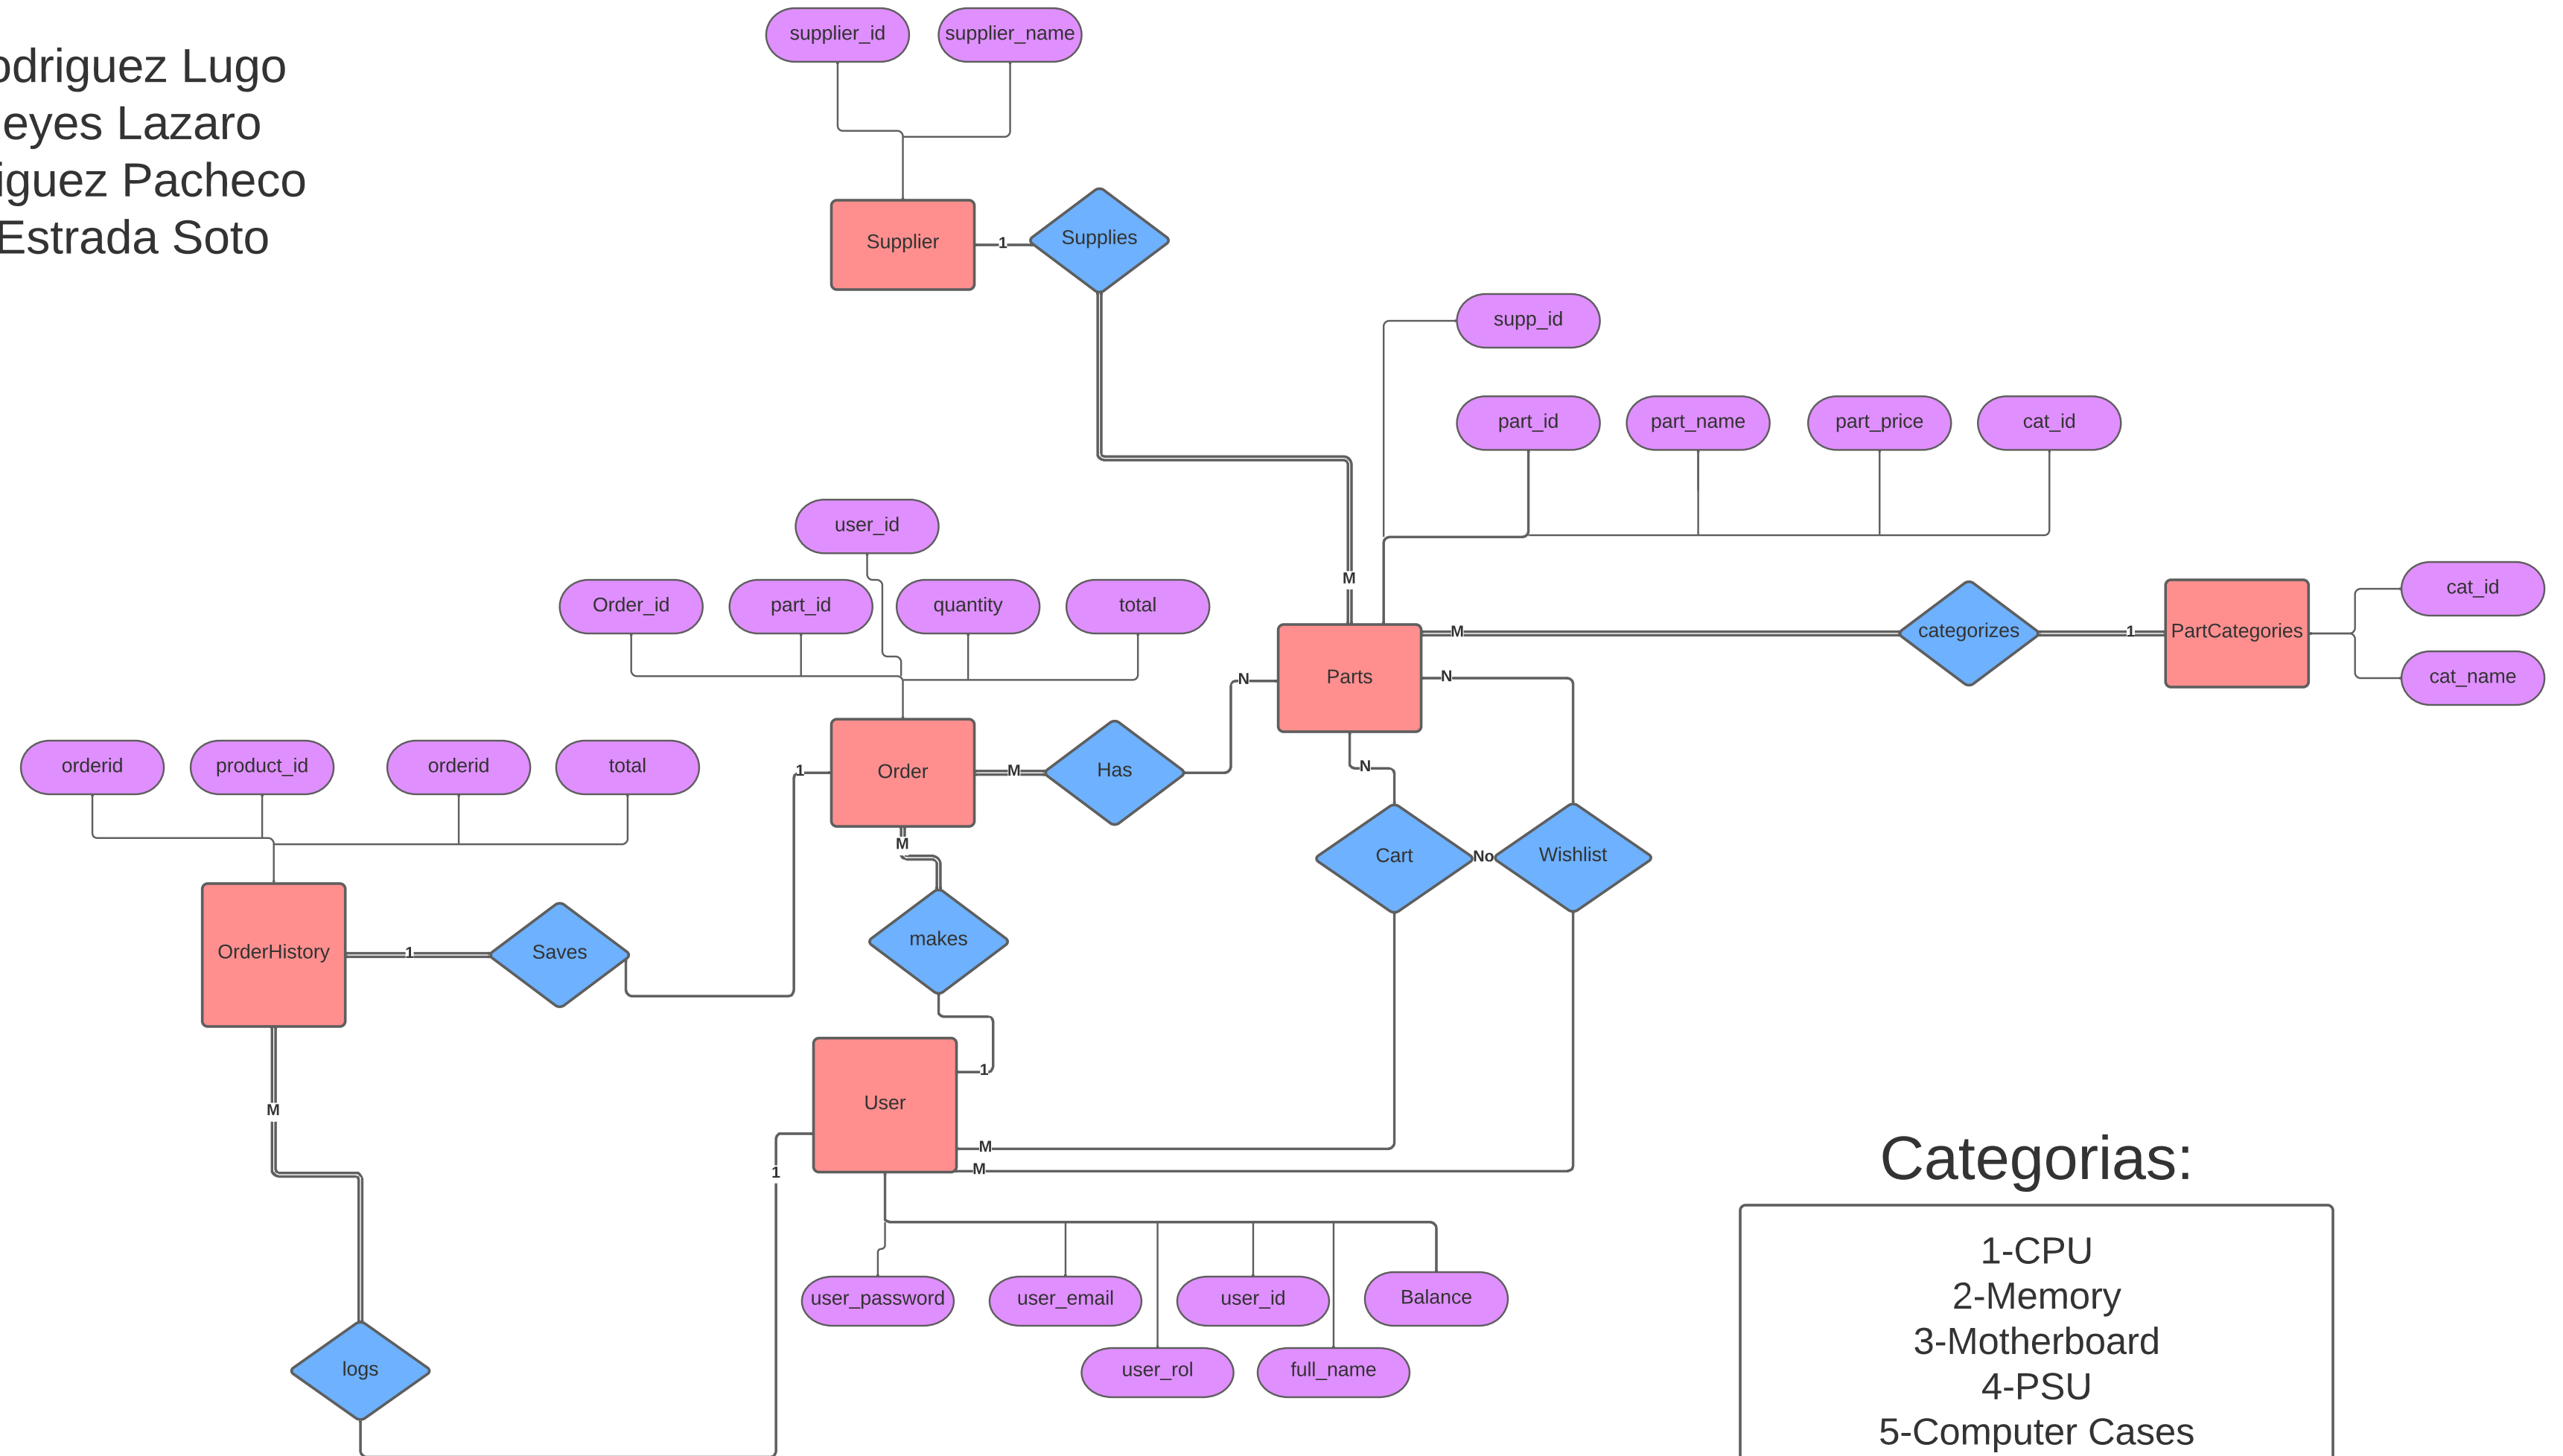 supplier_id
supplier_name
odriguez Lugo
eyes Lazaro
iguez Pacheco
Estrada Soto
Supplier
1
Supplies
supp_id
part_id
part_name
part_price
cat_id
user_id
M
Order_id
part_id
quantity
total
cat_id
M
categorizes
1
PartCategories
Parts
N
N
cat_name
orderid
product_id
orderid
total
1
Order
M
Has
N
M
Cart
No
Wishlist
makes
OrderHistory
1
Saves
1
User
M
M
M
1
Categorias:
1-CPU
2-Memory
3-Motherboard
4-PSU
5-Computer Cases
user_password
user_email
user_id
Balance
logs
user_rol
full_name